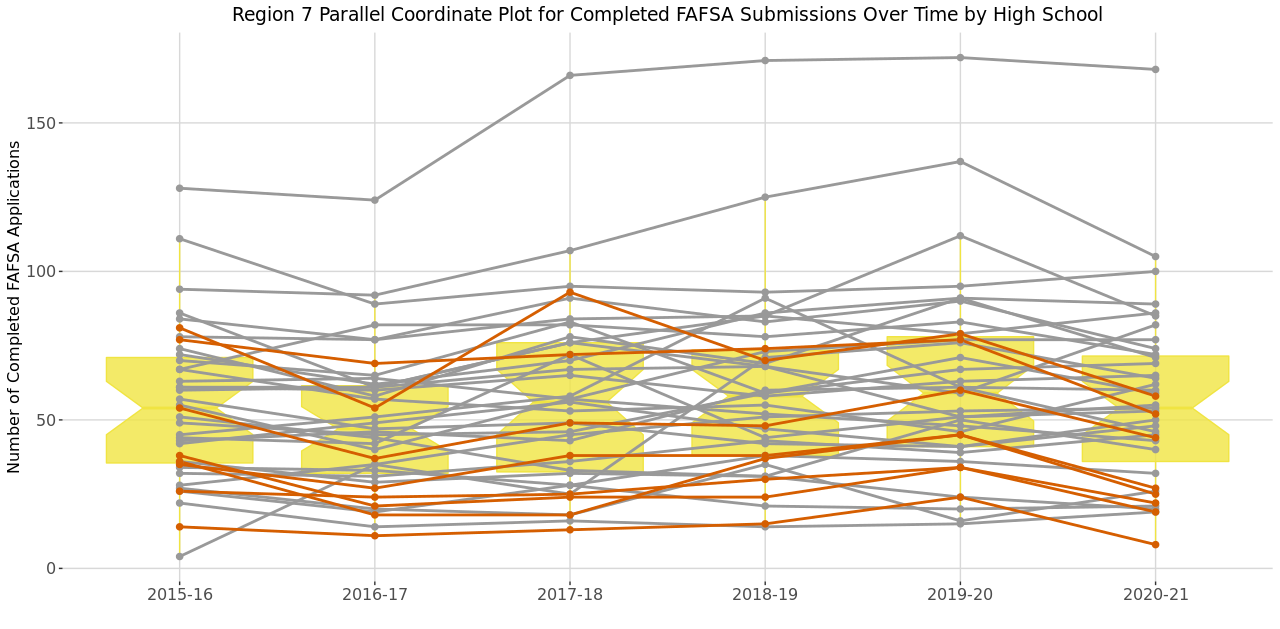 Region 7 Parallel Coordinate Plot for Completed FAFSA Submissions Over Time by High School
Number of Completed FAFSA Applications
150
100
50
0
2015-16 2016-17 2017-18 2018-19 2019-20 2020-21